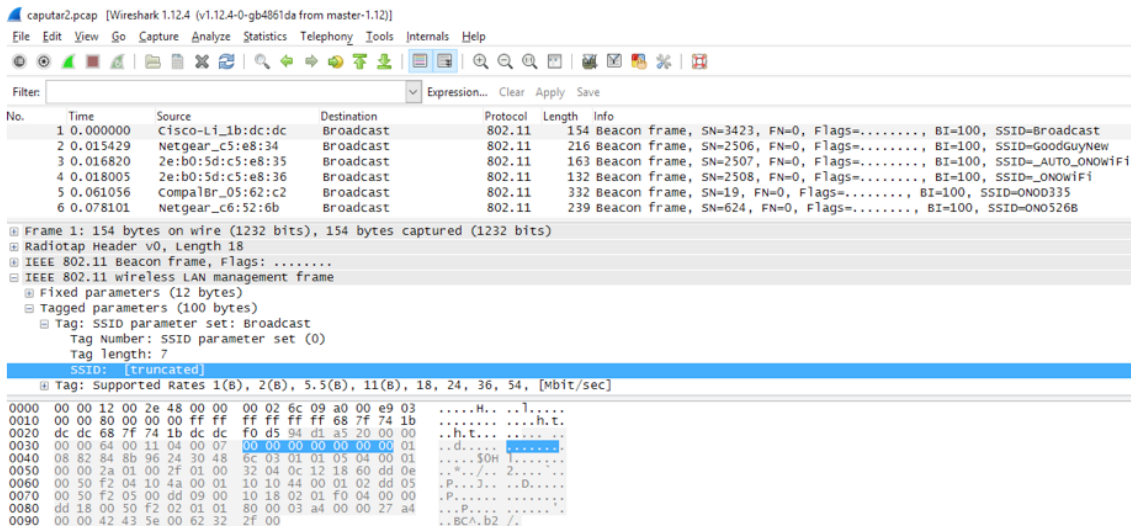 caputar2.pcap [Wireshark 1.12.4 (v1.12.4-0-gb4861da from master-1.12)]
File Edit View Go Capture Analyze Statistics Telephony Tools Internals Help
Filter: Expression... Clear Apply Save
No. Time Source Destination Protocol Length Info
1 0.000000 Cisco-Li_1b:dc:dc Broadcast 802.11 154 Beacon frame, SN=3423, FN=0, Flags=........, BI=100, SSID=Broadcast
2 0.015429 Netgear_c5:e8:34 Broadcast 802.11 216 Beacon frame, SN=2506, FN=0, Flags=........, BI=100, SSID=GoodGuyNew
3 0.016820 2e:b0:5d:c5:e8:35 Broadcast 802.11 163 Beacon frame, SN=2507, FN=0, Flags=........, BI=100, SSID=_AUTO_ONOWiFi
4 0.018005 2e:b0:5d:c5:e8:36 Broadcast 802.11 132 Beacon frame, SN=2508, FN=0, Flags=........, BI=100, SSID=_ONOWiFi
5 0.061056 CompalBr_05:62:c2 Broadcast 802.11 332 Beacon frame, SN=19, FN=0, Flags=........, BI=100, SSID=ONOD335
6 0.078101 Netgear_c6:52:6b Broadcast 802.11 239 Beacon frame, SN=624, FN=0, Flags=........, BI=100, SSID=ONO526B
Frame 1: 154 bytes on wire (1232 bits), 154 bytes captured (1232 bits)
Radiotap Header v0, Length 18
IEEE 802.11 Beacon frame, Flags: ........
IEEE 802.11 wireless LAN management frame
Fixed parameters (12 bytes)
Tagged parameters (100 bytes)
Tag: SSID parameter set: Broadcast
Tag Number: SSID parameter set (0)
Tag length: 7
SSID: [truncated]
Tag: Supported Rates 1(B), 2(B), 5.5(B), 11(B), 18, 24, 36, 54, [Mbit/sec]
0000 00 00 12 00 2e 48 00 00 00 02 6c 09 a0 00 e9 03 .....H.. ..l.....
0010 00 00 80 00 00 00 ff ff ff ff ff ff 68 7f 74 1b ........ ....h.t.
0020 dc dc 68 7f 74 1b dc dc f0 d5 94 d1 a5 20 00 00 ..h.t... ..... ..
0030 00 00 64 00 11 04 00 07 00 00 00 00 00 00 00 01 ..d..... ........
0040 08 82 84 8b 96 24 30 48 6c 03 01 01 05 04 00 01 .....$0H l.......
0050 00 00 2a 01 00 2f 01 00 32 04 0c 12 18 60 dd 0e ..*../.. 2....`..
0060 00 50 f2 04 10 4a 00 01 10 10 44 00 01 02 dd 05 .P...J.. ..D.....
0070 00 50 f2 05 00 dd 09 00 10 18 02 01 f0 04 00 00 .P...... ........
0080 dd 18 00 50 f2 02 01 01 80 00 03 a4 00 00 27 a4 ...P.... ......'.
0090 00 00 42 43 5e 00 62 32 2f 00 ..BC^.b2 /.